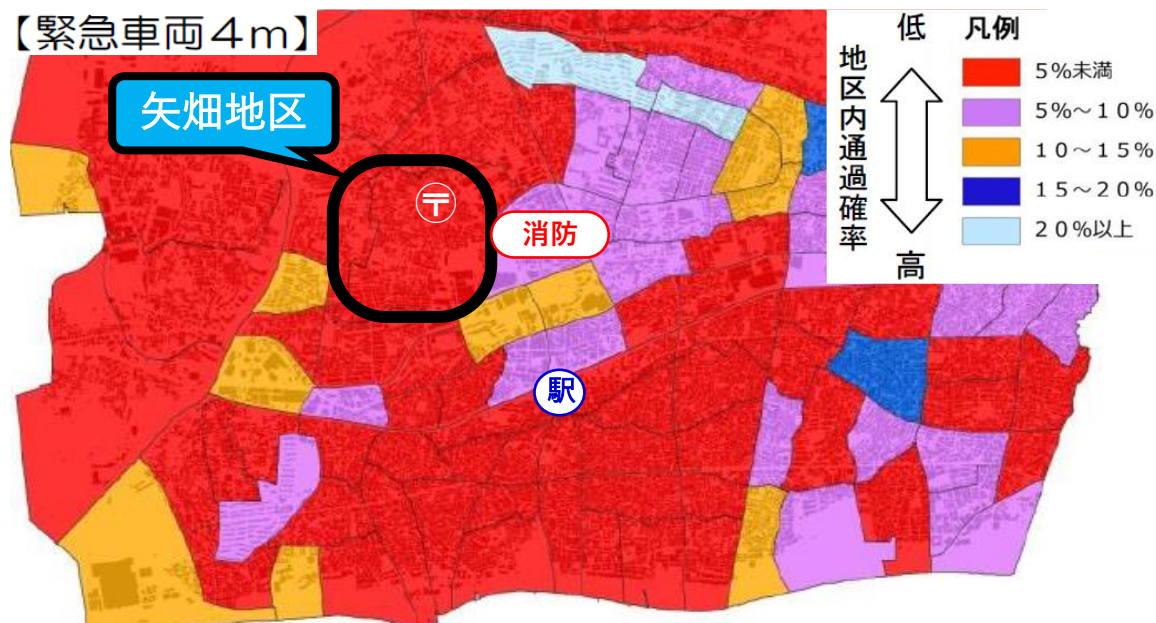 【緊急車両4m】
矢畑地区
〒
消防
駅
低
地区内通過確率
高
凡例
5%未満
5%~10%
10~15%
15~20%
20%以上